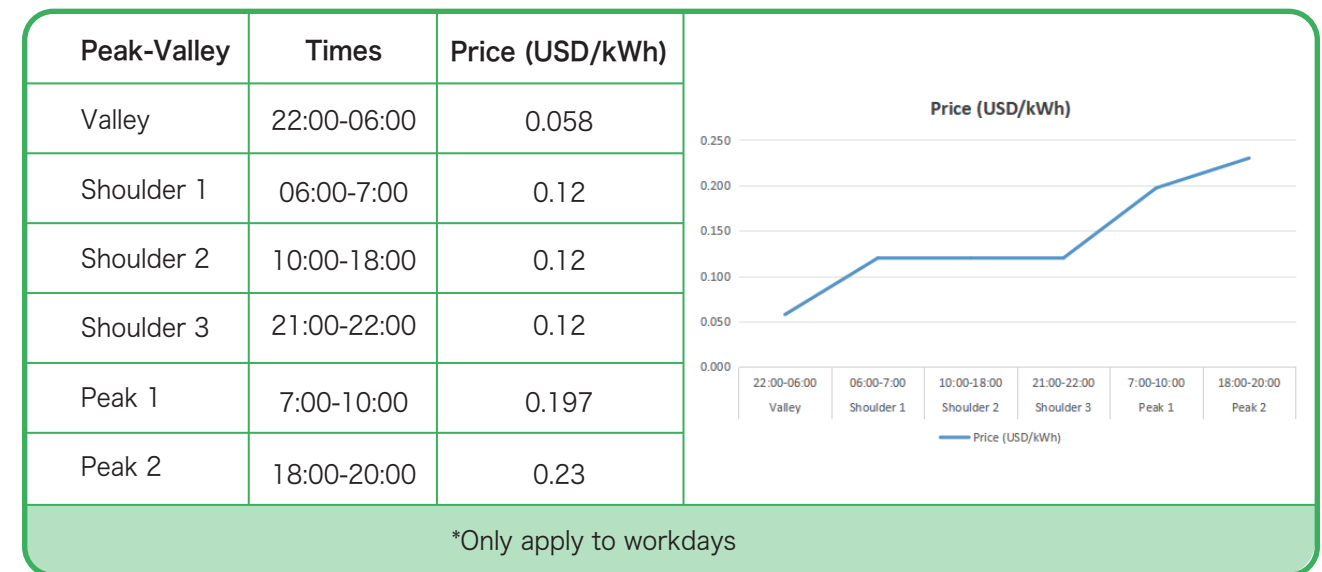 Peak-Valley Times Price (USD/kWh)
Valley 22:00-06:00 0.058
Shoulder 1 06:00-7:00 0.12
Shoulder 2 10:00-18:00 0.12
Shoulder 3 21:00-22:00 0.12
Peak 1 7:00-10:00 0.197
Peak 2 18:00-20:00 0.23
Price (USD/kWh)
0.250
0.200
0.150
0.100
0.050
0.000
22:00-06:00 06:00-7:00 10:00-18:00 21:00-22:00 7:00-10:00 18:00-20:00
Valley Shoulder 1 Shoulder 2 Shoulder 3 Peak 1 Peak 2
Price (USD/kWh)
*Only apply to workdays